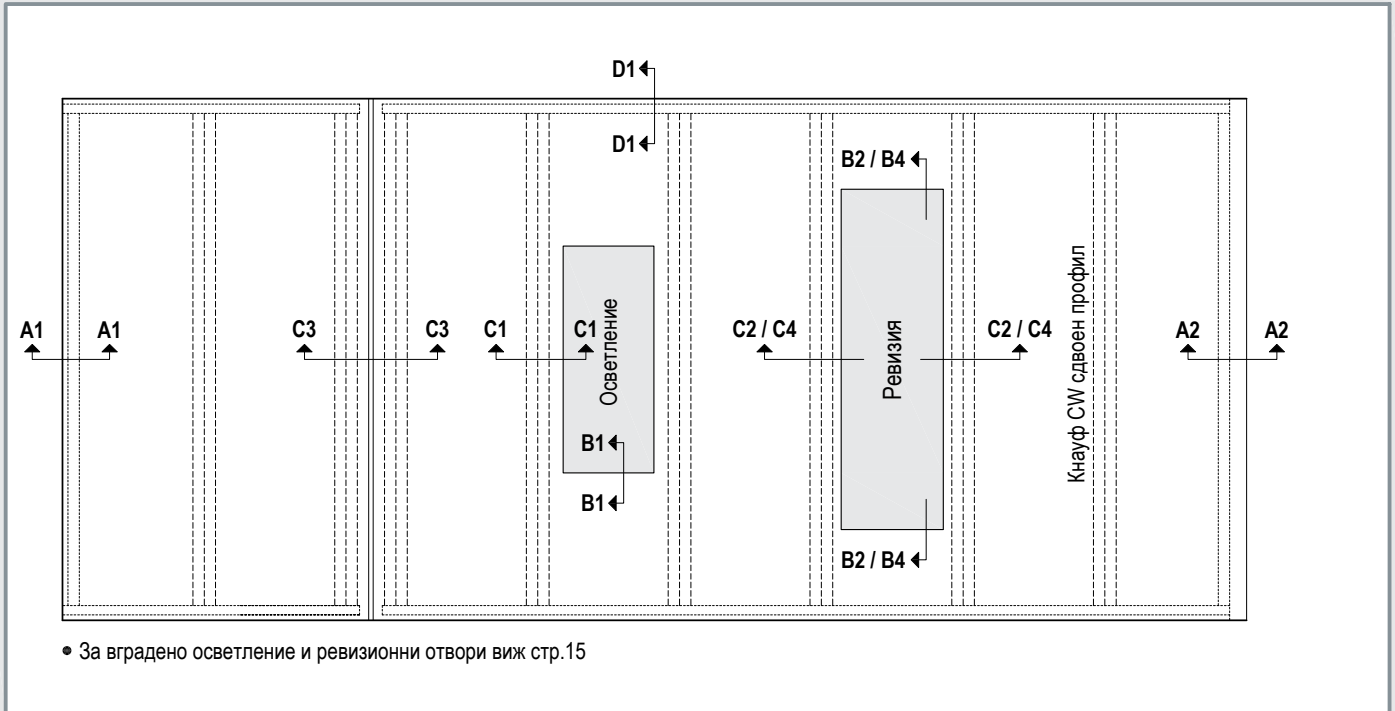 D1
D1
B2 / B4
A1
A1
C3
C3
C1
C1
Осветление
C2 / C4
Ревизия
C2 / C4
Кнауф CW сдвоен профил
A2
A2
B1
B1
B2 / B4
• За вградено осветление и ревизионни отвори виж стр.15